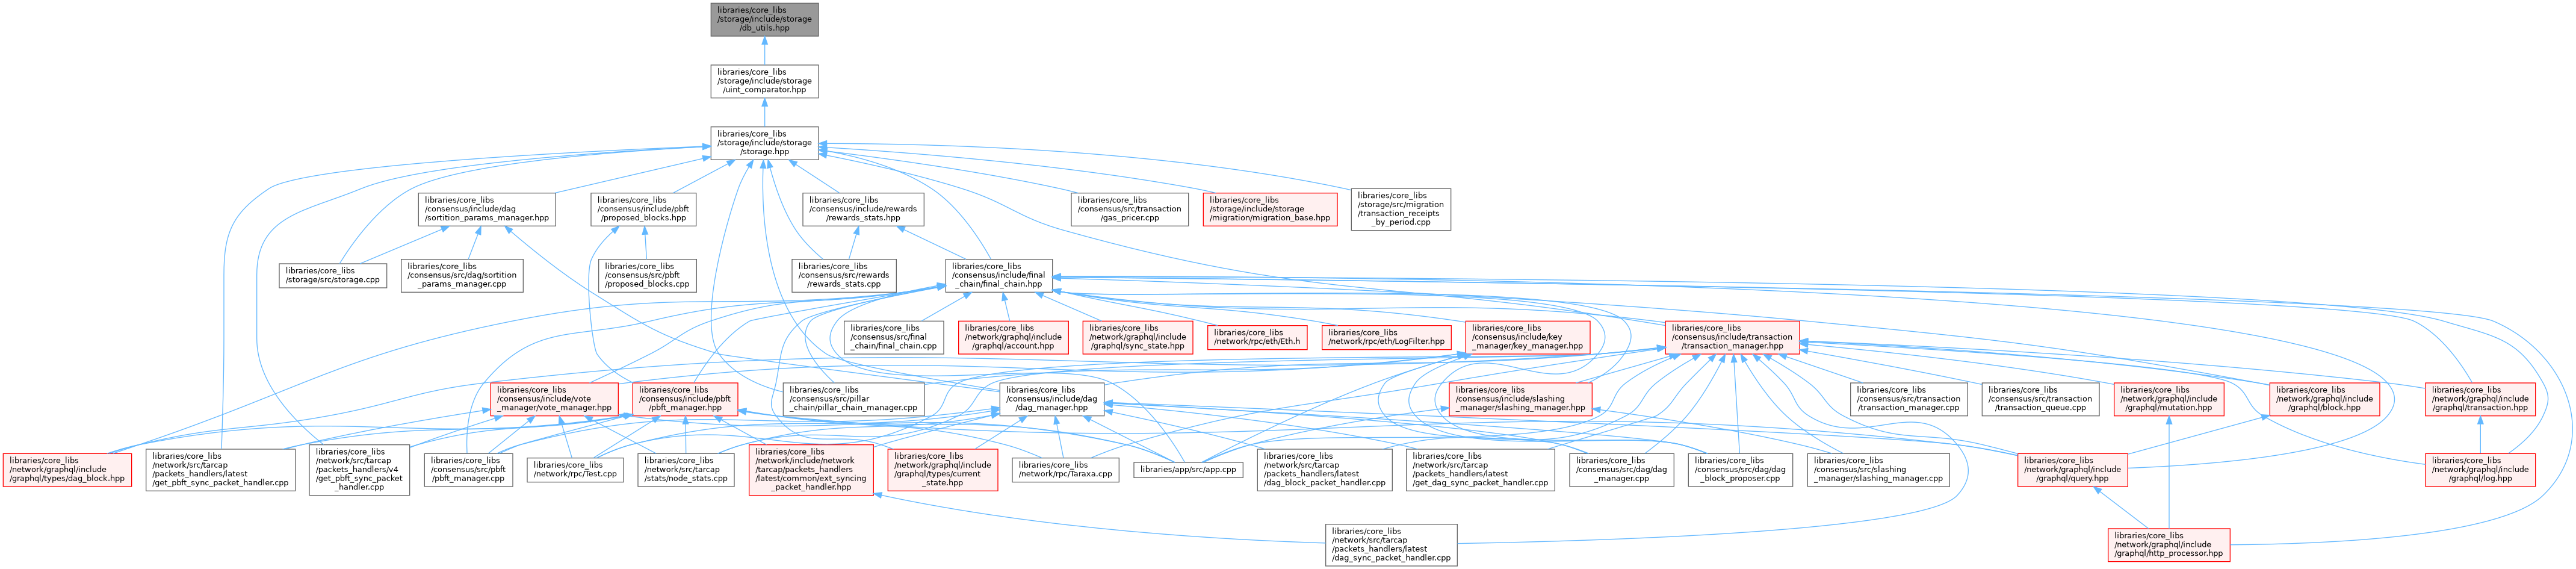 libraries/core_libs
/storage/include/storage
/db_utils.hpp
libraries/core_libs
/storage/include/storage
/uint_comparator.hpp
libraries/core_libs
/storage/include/storage
/storage.hpp
libraries/core_libs
/consensus/include/dag
/sortition_params_manager.hpp
libraries/core_libs
/consensus/include/pbft
/proposed_blocks.hpp
libraries/core_libs
/consensus/include/rewards
/rewards_stats.hpp
libraries/core_libs
/consensus/src/transaction
/gas_pricer.cpp
libraries/core_libs
/storage/include/storage
/migration/migration_base.hpp
libraries/core_libs
/storage/src/migration
/transaction_receipts
_by_period.cpp
libraries/core_libs
/storage/src/storage.cpp
libraries/core_libs
/consensus/src/dag/sortition
_params_manager.cpp
libraries/core_libs
/consensus/src/pbft
/proposed_blocks.cpp
libraries/core_libs
/consensus/src/rewards
/rewards_stats.cpp
libraries/core_libs
/consensus/include/final
_chain/final_chain.hpp
libraries/core_libs
/consensus/src/final
_chain/final_chain.cpp
libraries/core_libs
/network/graphql/include
/graphql/account.hpp
libraries/core_libs
/network/graphql/include
/graphql/sync_state.hpp
libraries/core_libs
/network/rpc/eth/Eth.h
libraries/core_libs
/network/rpc/eth/LogFilter.hpp
libraries/core_libs
/consensus/include/key
_manager/key_manager.hpp
libraries/core_libs
/consensus/include/transaction
/transaction_manager.hpp
libraries/core_libs
/consensus/include/vote
_manager/vote_manager.hpp
libraries/core_libs
/consensus/include/pbft
/pbft_manager.hpp
libraries/core_libs
/consensus/src/pillar
_chain/pillar_chain_manager.cpp
libraries/core_libs
/consensus/include/dag
/dag_manager.hpp
libraries/core_libs
/consensus/include/slashing
_manager/slashing_manager.hpp
libraries/core_libs
/consensus/src/transaction
/transaction_manager.cpp
libraries/core_libs
/consensus/src/transaction
/transaction_queue.cpp
libraries/core_libs
/network/graphql/include
/graphql/mutation.hpp
libraries/core_libs
/network/graphql/include
/graphql/block.hpp
libraries/core_libs
/network/graphql/include
/graphql/transaction.hpp
libraries/core_libs
/network/graphql/include
/graphql/types/dag_block.hpp
libraries/core_libs
/network/src/tarcap
/packets_handlers/latest
/get_pbft_sync_packet_handler.cpp
libraries/core_libs
/network/src/tarcap
/packets_handlers/v4
/get_pbft_sync_packet
_handler.cpp
libraries/core_libs
/consensus/src/pbft
/pbft_manager.cpp
libraries/core_libs
/network/rpc/Test.cpp
libraries/core_libs
/network/src/tarcap
/stats/node_stats.cpp
libraries/core_libs
/network/include/network
/tarcap/packets_handlers
/latest/common/ext_syncing
_packet_handler.hpp
libraries/core_libs
/network/graphql/include
/graphql/types/current
_state.hpp
libraries/core_libs
/network/rpc/Taraxa.cpp
libraries/app/src/app.cpp
libraries/core_libs
/network/src/tarcap
/packets_handlers/latest
/dag_block_packet_handler.cpp
libraries/core_libs
/network/src/tarcap
/packets_handlers/latest
/get_dag_sync_packet_handler.cpp
libraries/core_libs
/consensus/src/dag/dag
_manager.cpp
libraries/core_libs
/consensus/src/dag/dag
_block_proposer.cpp
libraries/core_libs
/consensus/src/slashing
_manager/slashing_manager.cpp
libraries/core_libs
/network/graphql/include
/graphql/query.hpp
libraries/core_libs
/network/graphql/include
/graphql/log.hpp
libraries/core_libs
/network/src/tarcap
/packets_handlers/latest
/dag_sync_packet_handler.cpp
libraries/core_libs
/network/graphql/include
/graphql/http_processor.hpp